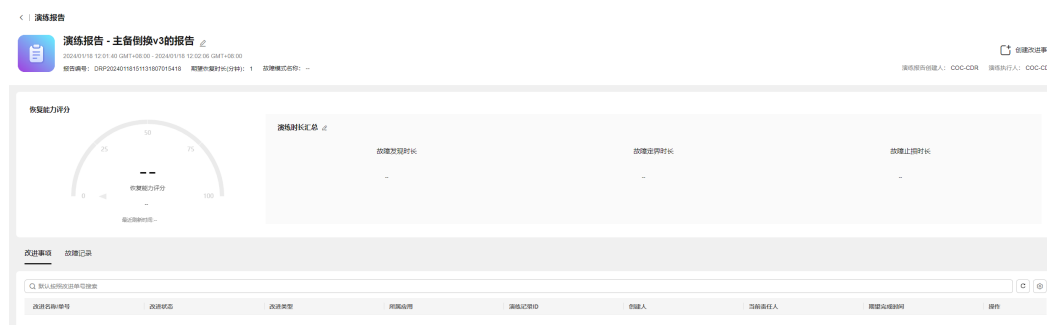 演练报告
演练报告 - 主备倒换v3的报告
2024/01/18 12:01:40 GMT+08:00 - 2024/01/18 12:02:06 GMT+08:00
创建改进事
报告编号: DRP20240118151131807015418 期望恢复时长(分钟): 1 故障模式名称: --
演练报告创建人: COC-CDR 演练执行人: COC-CD
恢复能力评分
演练时长汇总
50
25 75
故障发现时长 故障定界时长 故障止损时长
--
-- -- --
恢复能力评分
0 100
--
最近刷新时间 --
改进事项 故障记录
默认按照改进单号搜索
改进名称/单号 改进状态 改进类型 所属应用 演练记录ID 创建人 当前责任人 期望完成时间 操作